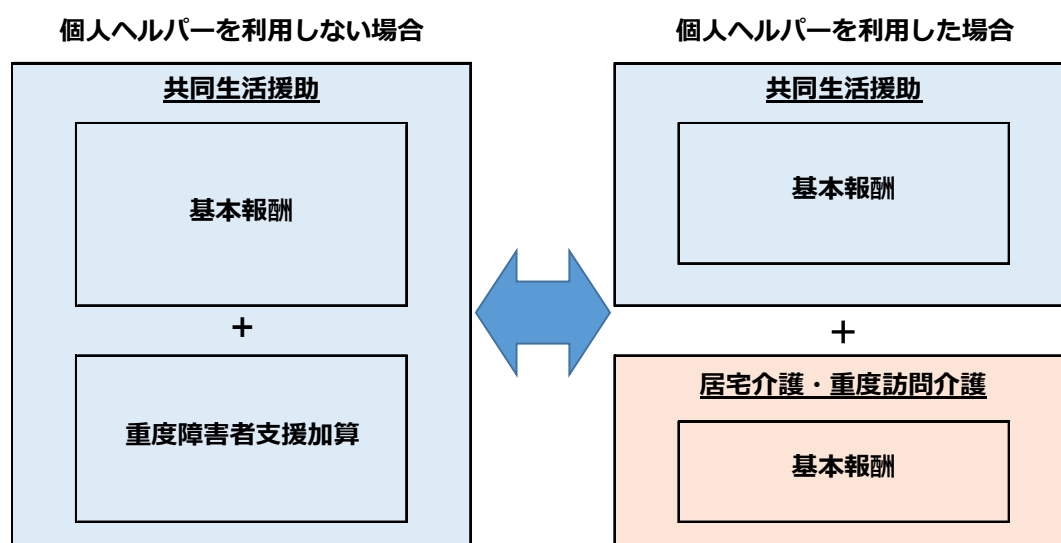 個人ヘルパーを利用しない場合
共同生活援助
基本報酬
+
重度障害者支援加算
個人ヘルパーを利用した場合
共同生活援助
基本報酬
+
居宅介護・重度訪問介護
基本報酬